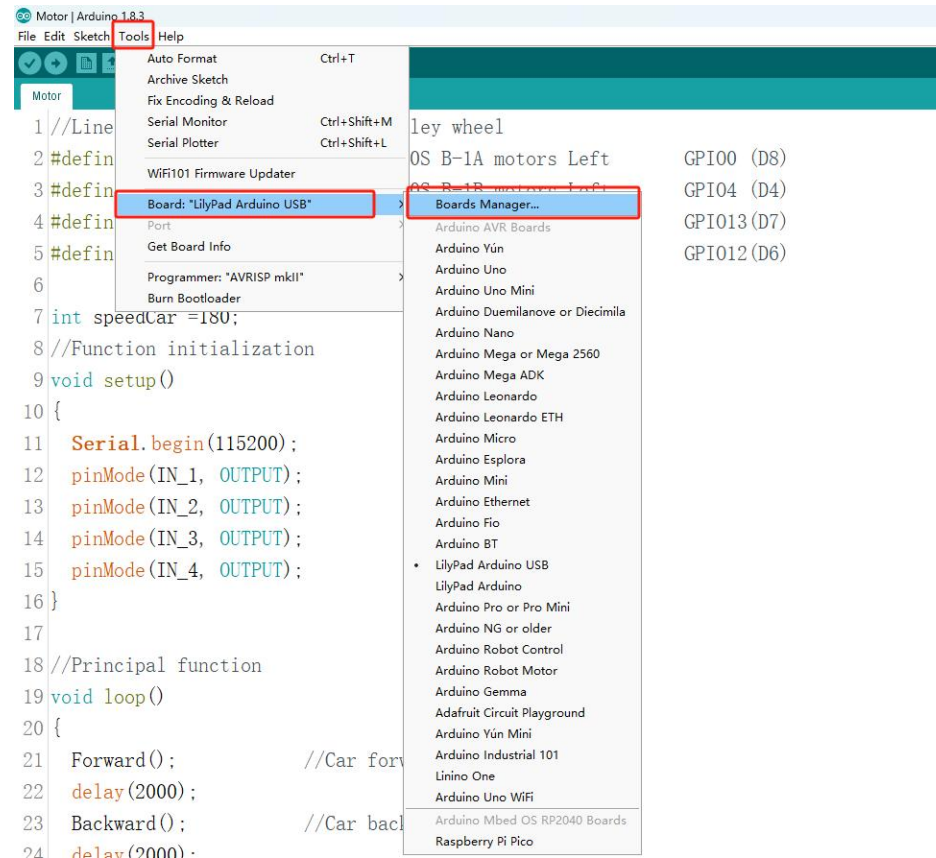 Motor | Arduino 1.8.3
File Edit Sketch Tools Help
Motor
Auto Format Ctrl+T
Archive Sketch
Fix Encoding & Reload
Serial Monitor Ctrl+Shift+M
Serial Plotter Ctrl+Shift+L
WiFi101 Firmware Updater
Board: "LilyPad Arduino USB"
Port
Get Board Info
Programmer: "AVRISP mkII"
Burn Bootloader
Boards Manager...
Arduino AVR Boards
Arduino Yún
Arduino Uno
Arduino Uno Mini
Arduino Duemilanove or Diecimila
Arduino Nano
Arduino Mega or Mega 2560
Arduino Mega ADK
Arduino Leonardo
Arduino Leonardo ETH
Arduino Micro
Arduino Esplora
Arduino Mini
Arduino Ethernet
Arduino Fio
Arduino BT
LilyPad Arduino USB
LilyPad Arduino
Arduino Pro or Pro Mini
Arduino NG or older
Arduino Robot Control
Arduino Robot Motor
Arduino Gemma
Adafruit Circuit Playground
Arduino Yún Mini
Arduino Industrial 101
Linino One
Arduino Uno WiFi
Arduino Mbed OS RP2040 Boards
Raspberry Pi Pico
1 //Line ley wheel
2 #defin OS B-1A motors Left GPIO0 (D8)
3 #defin OS B-1B motors Left GPIO4 (D4)
4 #defin GPIO13(D7)
5 #defin GPIO12(D6)
6
7 int speedCar =180;
8 //Function initialization
9 void setup()
10 {
11 Serial.begin(115200);
12 pinMode(IN_1, OUTPUT);
13 pinMode(IN_2, OUTPUT);
14 pinMode(IN_3, OUTPUT);
15 pinMode(IN_4, OUTPUT);
16 }
17
18 //Principal function
19 void loop()
20 {
21 Forward(); //Car forw
22 delay(2000);
23 Backward(); //Car back
24 delay(2000);